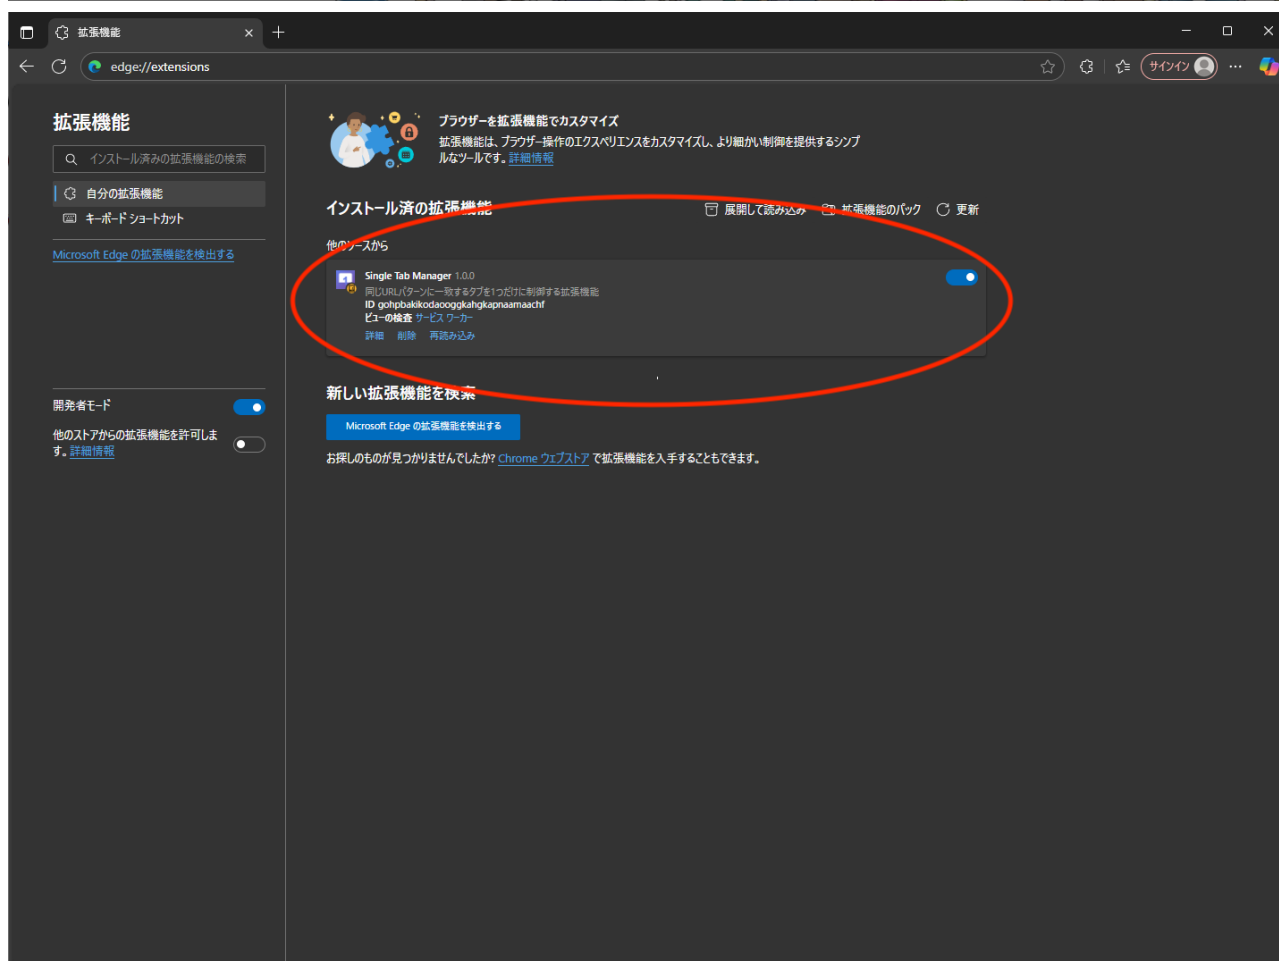 拡張機能
edge://extensions
サインイン
拡張機能
インストール済みの拡張機能の検索
自分の拡張機能
キーボード ショートカット
Microsoft Edge の拡張機能を検出する
開発者モード
他のストアからの拡張機能を許可しま
す。詳細情報
ブラウザーを拡張機能でカスタマイズ
拡張機能は、ブラウザー操作のエクスペリエンスをカスタマイズし、より細かい制御を提供するシンプ
ルなツールです。詳細情報
インストール済の拡張機能
展開して読み込み 拡張機能のパック 更新
他のソースから
Single Tab Manager 1.0.0
同じURLパターンに一致するタブを1つだけに制御する拡張機能
ID gohpbakikodaooggkahgkapnaamaachf
ビューの検査 サービス ワーカー
詳細 削除 再読み込み
新しい拡張機能を検索
Microsoft Edge の拡張機能を検出する
お探しのものが見つかりませんでしたか? Chrome ウェブストア で拡張機能を入手することもできます。